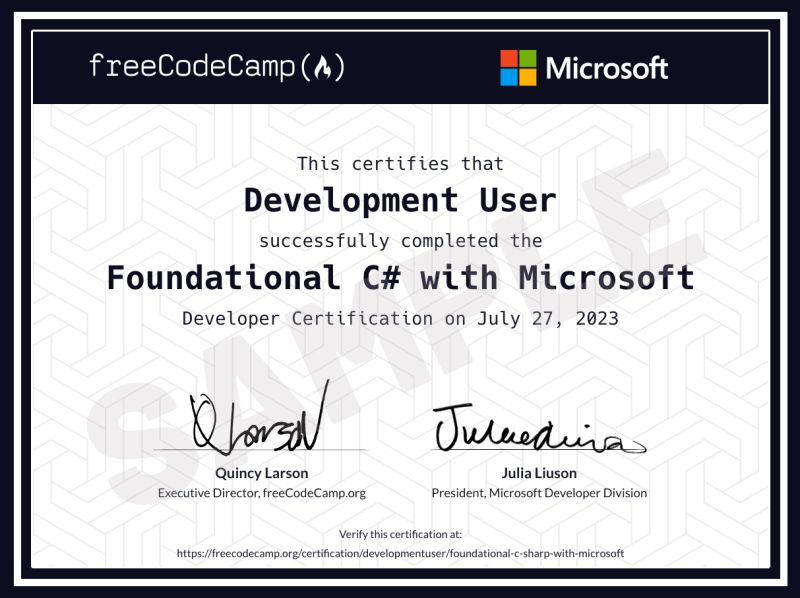 freeCodeCamp
Microsoft
This certifies that
Development User
successfully completed the
Foundational C# with Microsoft
Developer Certification on July 27, 2023
SAMPLE
Quincy Larson
Executive Director, freeCodeCamp.org
Julia Liuson
President, Microsoft Developer Division
Verify this certification at:
https://freecodecamp.org/certification/developmentuser/foundational-c-sharp-with-microsoft